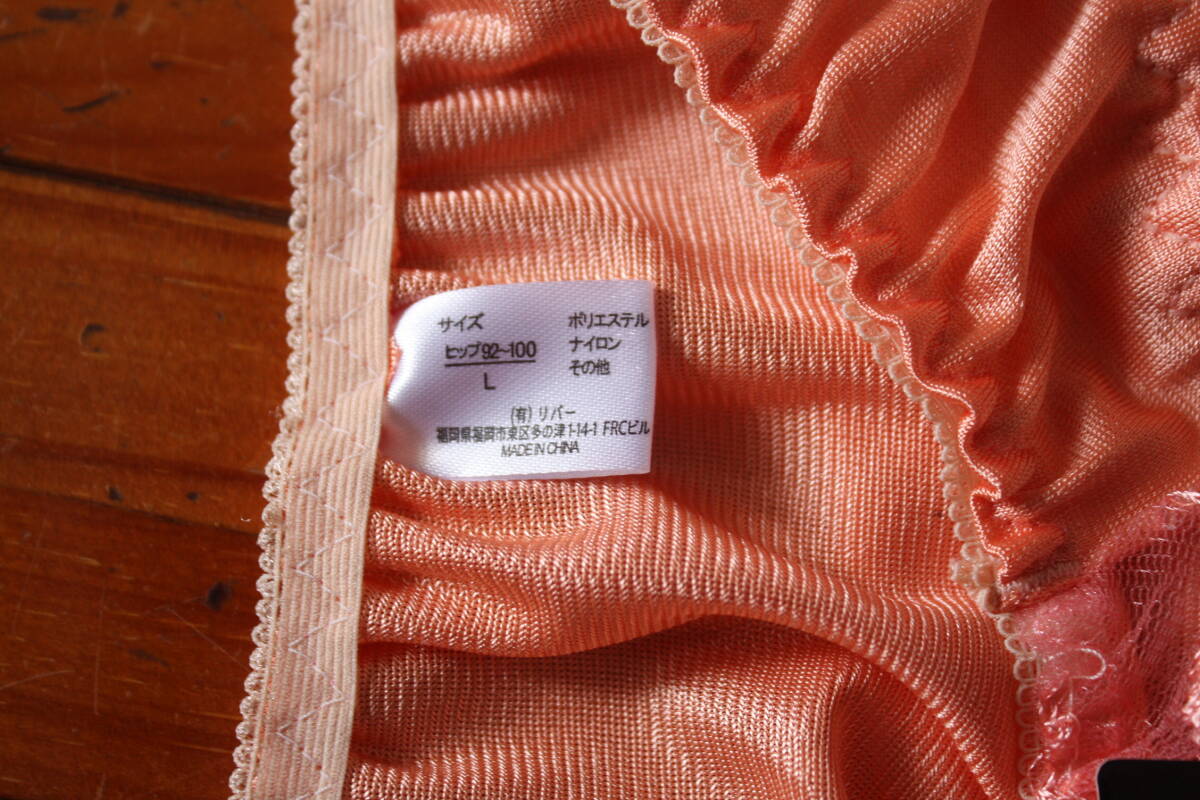 サイズ
ヒップ92~100
L
ポリエステル
ナイロン
その他
(有) リバー
福岡県福岡市東区多の津1-14-1 FRCビル
MADE IN CHINA